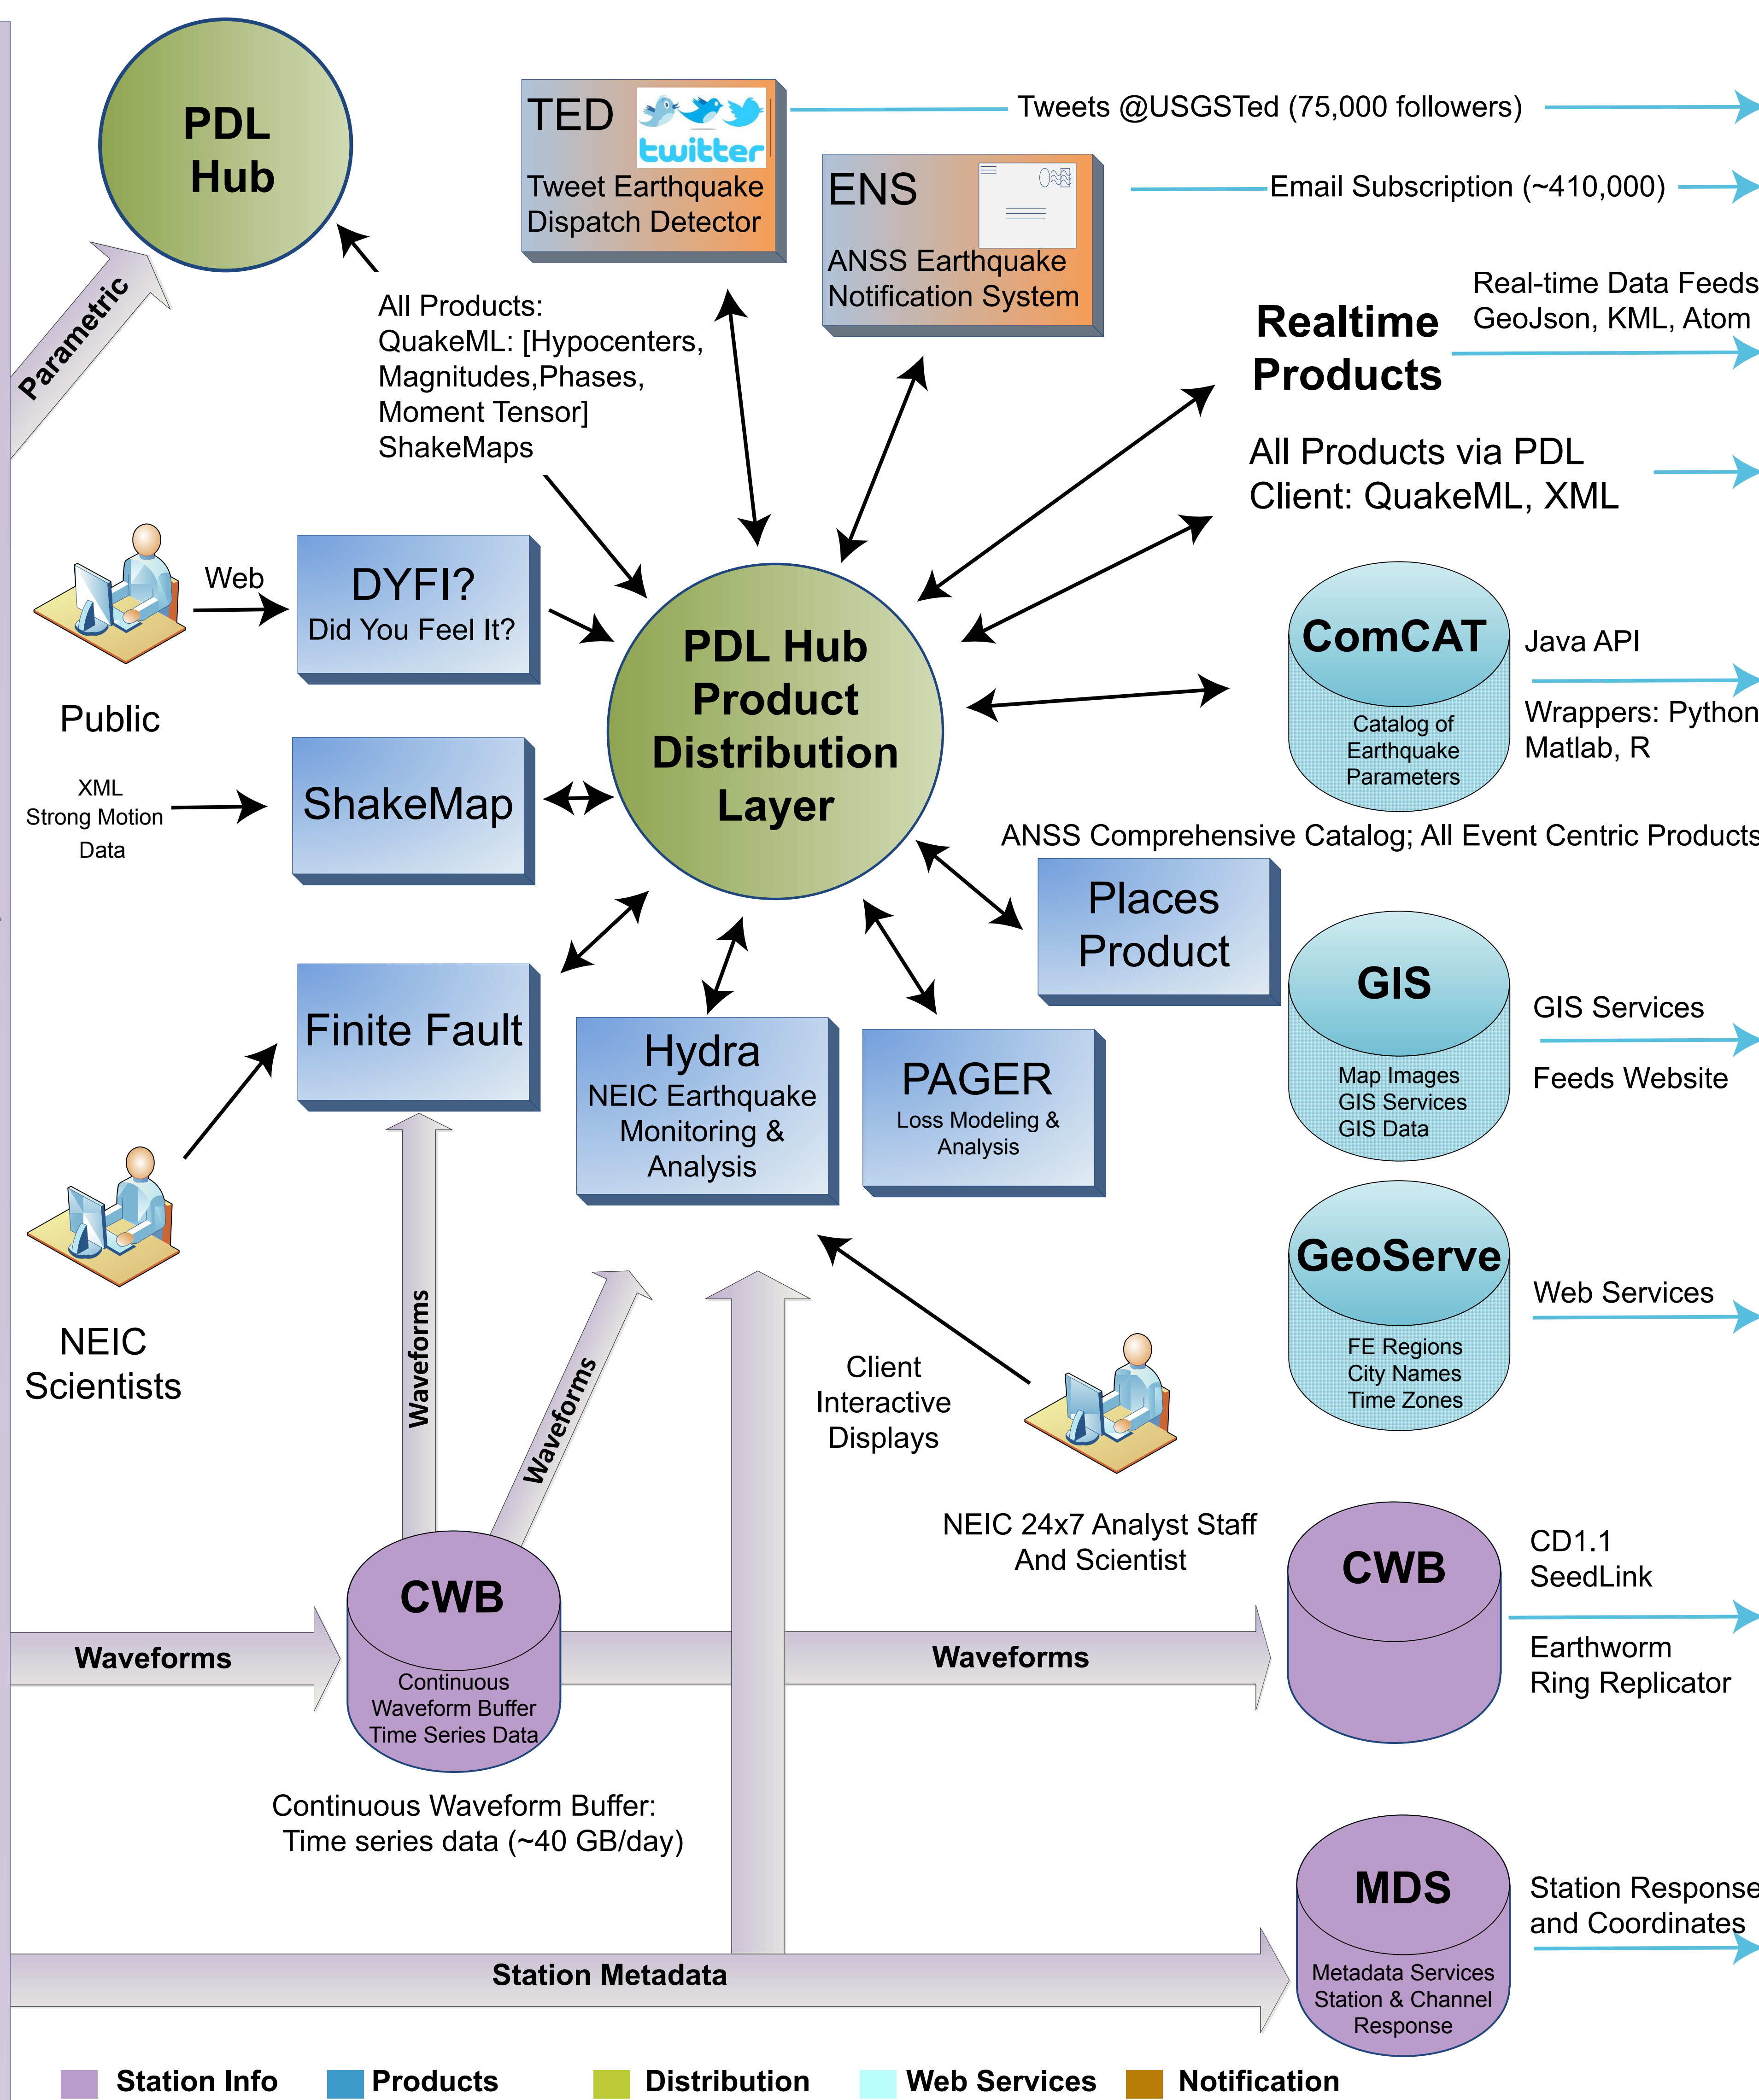 PDL
Hub
TED
twitter
Tweet Earthquake
Dispatch Detector
Tweets @USGSTed (75,000 followers)
ENS
ANSS Earthquake
Notification System
Email Subscription (~410,000)
Parametric
All Products:
QuakeML: [Hypocenters,
Magnitudes,Phases,
Moment Tensor]
ShakeMaps
Realtime
Products
Real-time Data Feeds
GeoJson, KML, Atom
All Products via PDL
Client: QuakeML, XML
Web
Public
DYFI?
Did You Feel It?
PDL Hub
Product
Distribution
Layer
ComCAT
Catalog of
Earthquake
Parameters
Java API
Wrappers: Python
Matlab, R
XML
Strong Motion
Data
ShakeMap
ANSS Comprehensive Catalog; All Event Centric Products
Places
Product
GIS
Map Images
GIS Services
GIS Data
GIS Services
Feeds Website
Finite Fault
Hydra
NEIC Earthquake
Monitoring &
Analysis
PAGER
Loss Modeling &
Analysis
NEIC
Scientists
GeoServe
FE Regions
City Names
Time Zones
Web Services
Waveforms
Waveforms
Client
Interactive
Displays
NEIC 24x7 Analyst Staff
And Scientist
CWB
Continuous
Waveform Buffer
Time Series Data
Waveforms
Waveforms
CWB
CD1.1
SeedLink
Earthworm
Ring Replicator
Continuous Waveform Buffer:
Time series data (~40 GB/day)
MDS
Metadata Services
Station & Channel
Response
Station Response
and Coordinates
Station Metadata
Station Info
Products
Distribution
Web Services
Notification